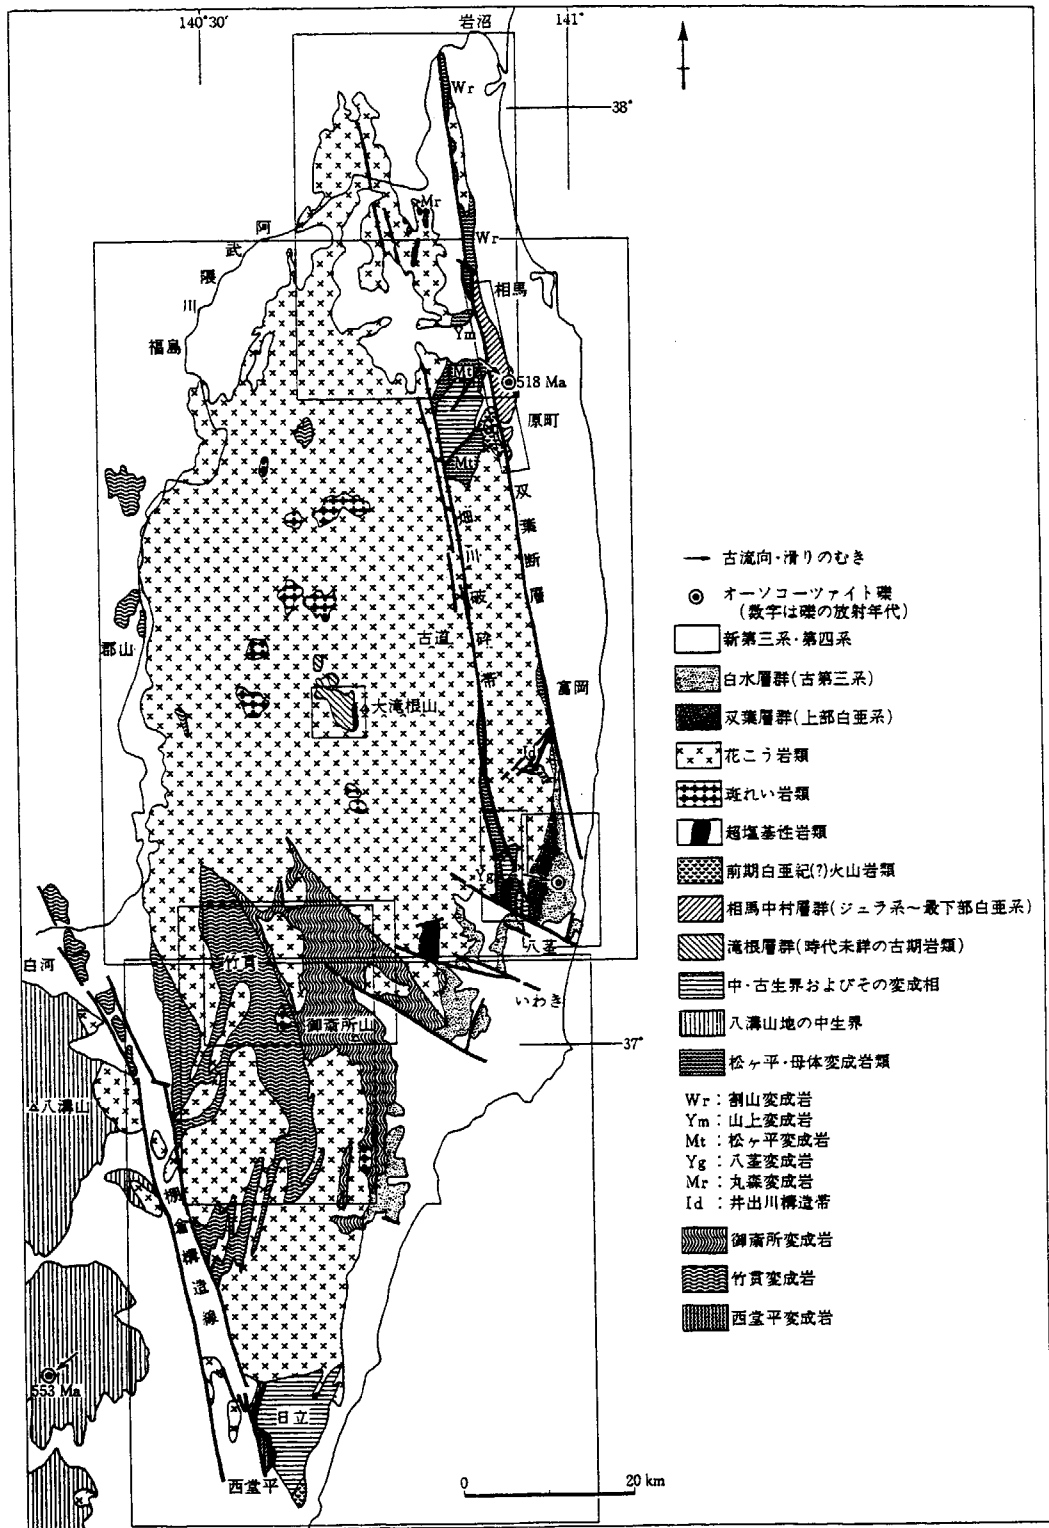 140°30′
岩沼
141°
Wr
38°
Mr
阿
武
隈
川
Wr
相馬
福島
Ym
Mt
518 Ma
原町
Mt
双
葉
断
層
畑
川
破
砕
帯
古道
郡山
富岡
大滝根山
Id
Yg
八茎
いわき
竹貫
白河
御斎所山
37°
八溝山
棚
倉
構
造
線
553 Ma
日立
西堂平
0
20 km
古流向・滑りのむき
オーソコーツァイト礫
(数字は礫の放射年代)
新第三系・第四系
白水層群(古第三系)
双葉層群(上部白亜系)
花こう岩類
斑れい岩類
超塩基性岩類
前期白亜紀(?)火山岩類
相馬中村層群(ジュラ系～最下部白亜系)
滝根層群(時代未詳の古期岩類)
中・古生界およびその変成相
八溝山地の中生界
松ヶ平・母体変成岩類
Wr：割山変成岩
Ym：山上変成岩
Mt：松ヶ平変成岩
Yg：八茎変成岩
Mr：丸森変成岩
Id：井出川構造帯
御斎所変成岩
竹貫変成岩
西堂平変成岩